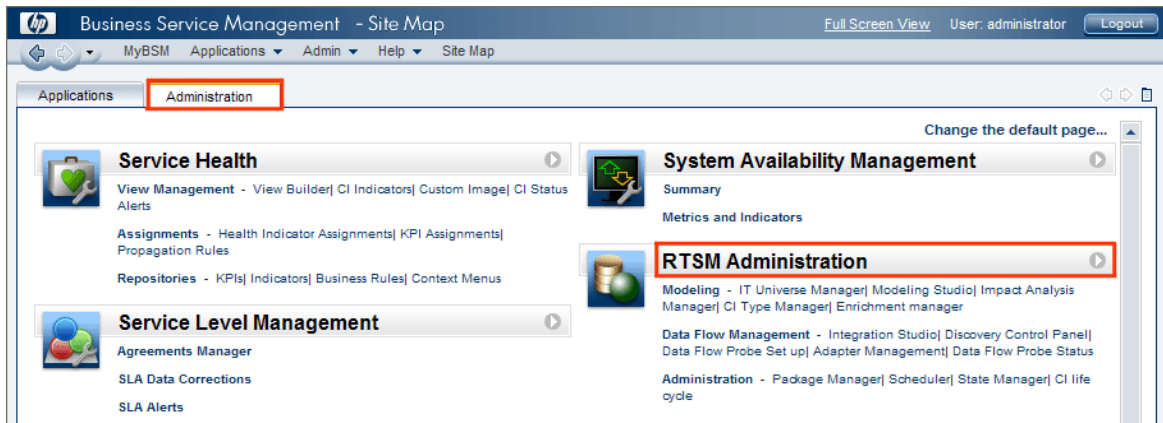 hp Business Service Management - Site Map Full Screen View User: administrator Logout
MyBSM Applications Admin Help Site Map
Applications Administration
Change the default page...
Service Health
View Management - View Builder| CI Indicators| Custom Image| CI Status
Alerts
Assignments - Health Indicator Assignments| KPI Assignments|
Propagation Rules
Repositories - KPIs| Indicators| Business Rules| Context Menus
Service Level Management
Agreements Manager
SLA Data Corrections
SLA Alerts
System Availability Management
Summary
Metrics and Indicators
RTSM Administration
Modeling - IT Universe Manager| Modeling Studio| Impact Analysis
Manager| CI Type Manager| Enrichment manager
Data Flow Management - Integration Studio| Discovery Control Panel|
Data Flow Probe Set up| Adapter Management| Data Flow Probe Status
Administration - Package Manager| Scheduler| State Manager| CI life
cycle